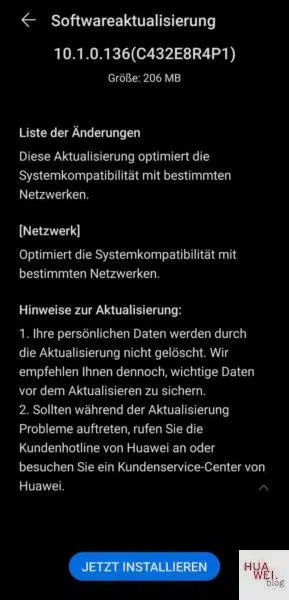 Softwareaktualisierung
10.1.0.136(C432E8R4P1)
Größe: 206 MB
Liste der Änderungen
Diese Aktualisierung optimiert die
Systemkompatibilität mit bestimmten
Netzwerken.
[Netzwerk]
Optimiert die Systemkompatibilität mit
bestimmten Netzwerken.
Hinweise zur Aktualisierung:
1. Ihre persönlichen Daten werden durch
die Aktualisierung nicht gelöscht. Wir
empfehlen Ihnen dennoch, wichtige Daten
vor dem Aktualisieren zu sichern.
2. Sollten während der Aktualisierung
Probleme auftreten, rufen Sie die
Kundenhotline von Huawei an oder
besuchen Sie ein Kundenservice-Center von
Huawei.
JETZT INSTALLIEREN
HUA
WEI.
blog